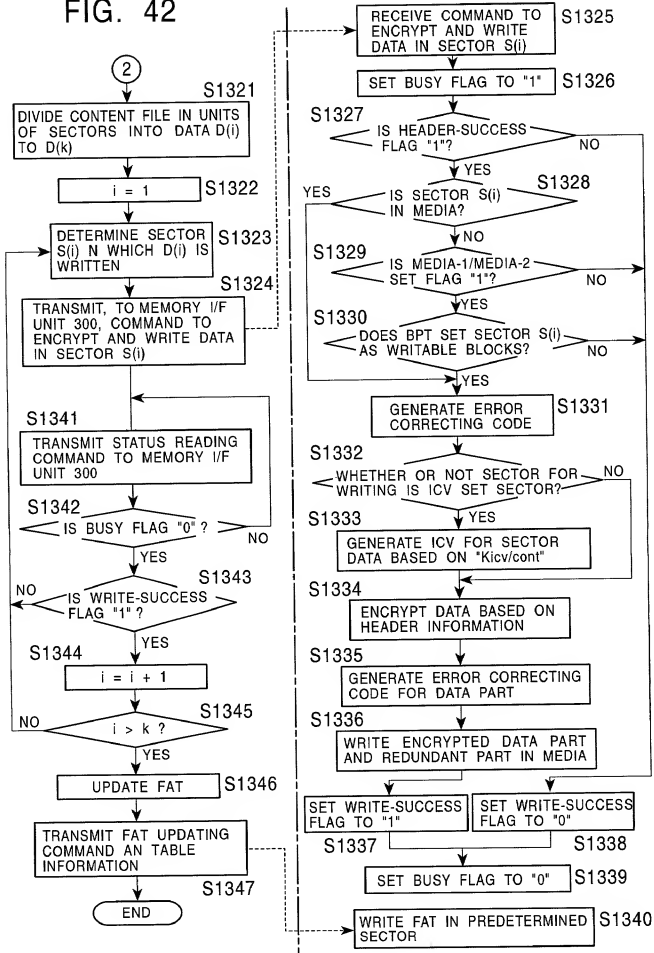 FIG. 42
2
S1321
DIVIDE CONTENT FILE IN UNITS
OF SECTORS INTO DATA D(i)
TO D(k)
i = 1
S1322
DETERMINE SECTOR
S(i) N WHICH D(i) IS
WRITTEN
S1323
S1324
TRANSMIT, TO MEMORY I/F
UNIT 300, COMMAND TO
ENCRYPT AND WRITE DATA
IN SECTOR S(i)
S1341
TRANSMIT STATUS READING
COMMAND TO MEMORY I/F
UNIT 300
S1342
IS BUSY FLAG "0" ?
NO
YES
S1343
NO
IS WRITE-SUCCESS
FLAG "1" ?
YES
S1344
i = i + 1
S1345
NO
i > k ?
YES
UPDATE FAT
S1346
TRANSMIT FAT UPDATING
COMMAND AN TABLE
INFORMATION
S1347
END
RECEIVE COMMAND TO
ENCRYPT AND WRITE
DATA IN SECTOR S(i)
S1325
SET BUSY FLAG TO "1"
S1326
S1327
IS HEADER-SUCCESS
FLAG "1"?
NO
YES
S1328
YES
IS SECTOR S(i)
IN MEDIA?
NO
S1329
IS MEDIA-1/MEDIA-2
SET FLAG "1"?
NO
YES
S1330
DOES BPT SET SECTOR S(i)
AS WRITABLE BLOCKS?
NO
YES
GENERATE ERROR
CORRECTING CODE
S1331
S1332
WHETHER OR NOT SECTOR FOR
WRITING IS ICV SET SECTOR?
NO
YES
S1333
GENERATE ICV FOR SECTOR
DATA BASED ON "Kicv/cont"
S1334
ENCRYPT DATA BASED ON
HEADER INFORMATION
S1335
GENERATE ERROR CORRECTING
CODE FOR DATA PART
S1336
WRITE ENCRYPTED DATA PART
AND REDUNDANT PART IN MEDIA
SET WRITE-SUCCESS
FLAG TO "1"
S1337
SET WRITE-SUCCESS
FLAG TO "0"
S1338
SET BUSY FLAG TO "0"
S1339
WRITE FAT IN PREDETERMINED
SECTOR
S1340